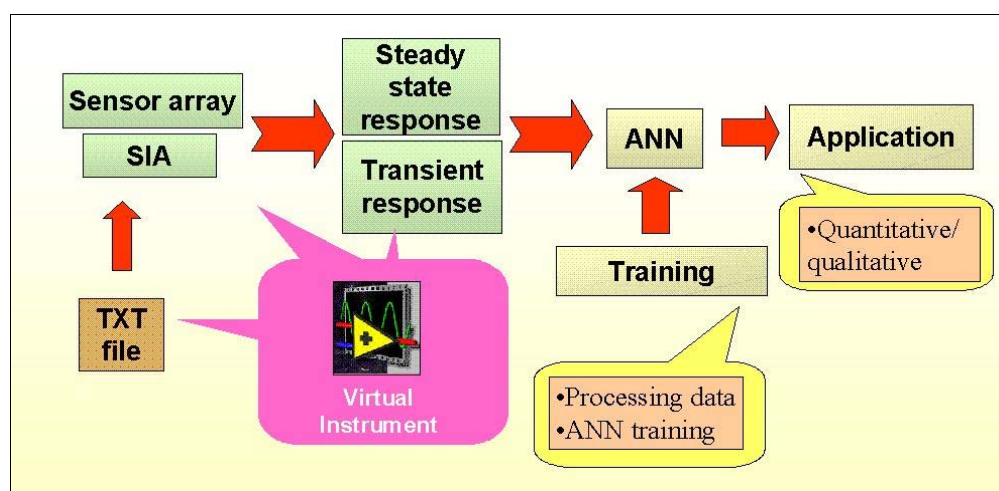 Sensor array
SIA
Steady
state
response
Transient
response
ANN
Application
•Quantitative/
qualitative
Training
TXT
file
Virtual
Instrument
•Processing data
•ANN training